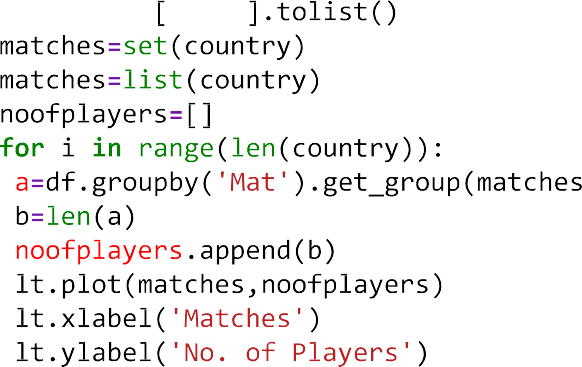 [ ].tolist()
matches=set(country)
matches=list(country)
noofplayers=[]
for i in range(len(country)):
a=df.groupby('Mat').get_group(matches
b=len(a)
noofplayers.append(b)
lt.plot(matches,noofplayers)
lt.xlabel('Matches')
lt.ylabel('No. of Players')